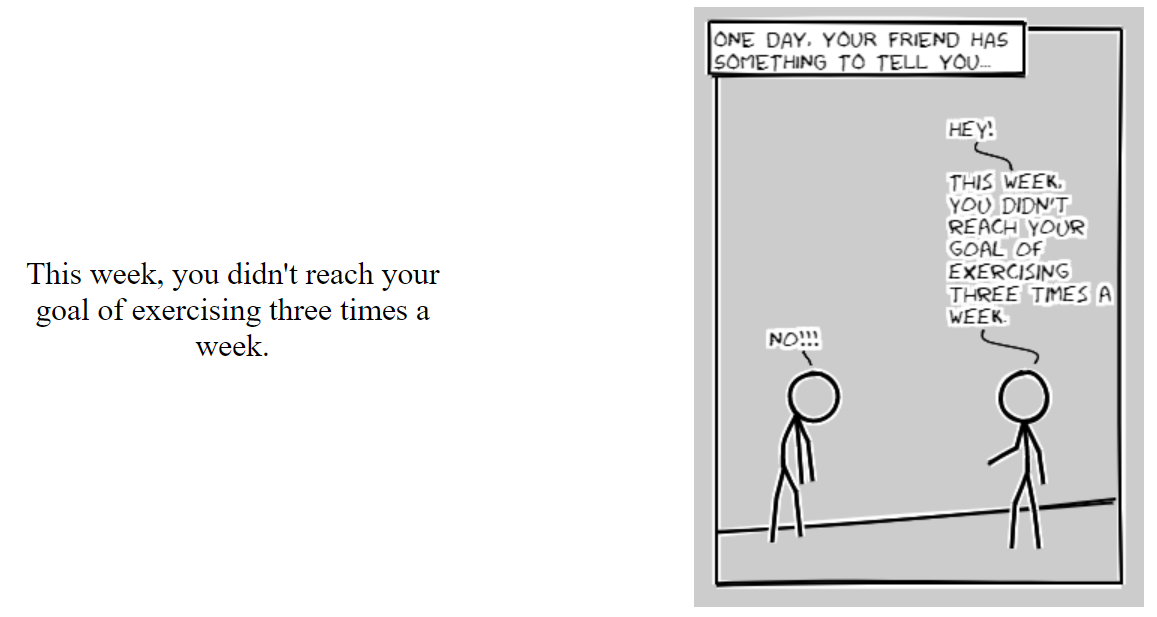 This week, you didn't reach your
goal of exercising three times a
week.
ONE DAY, YOUR FRIEND HAS
SOMETHING TO TELL YOU...
HEY!
THIS WEEK,
YOU DIDN'T
REACH YOUR
GOAL OF
EXERCISING
THREE TIMES A
WEEK.
NO!!!